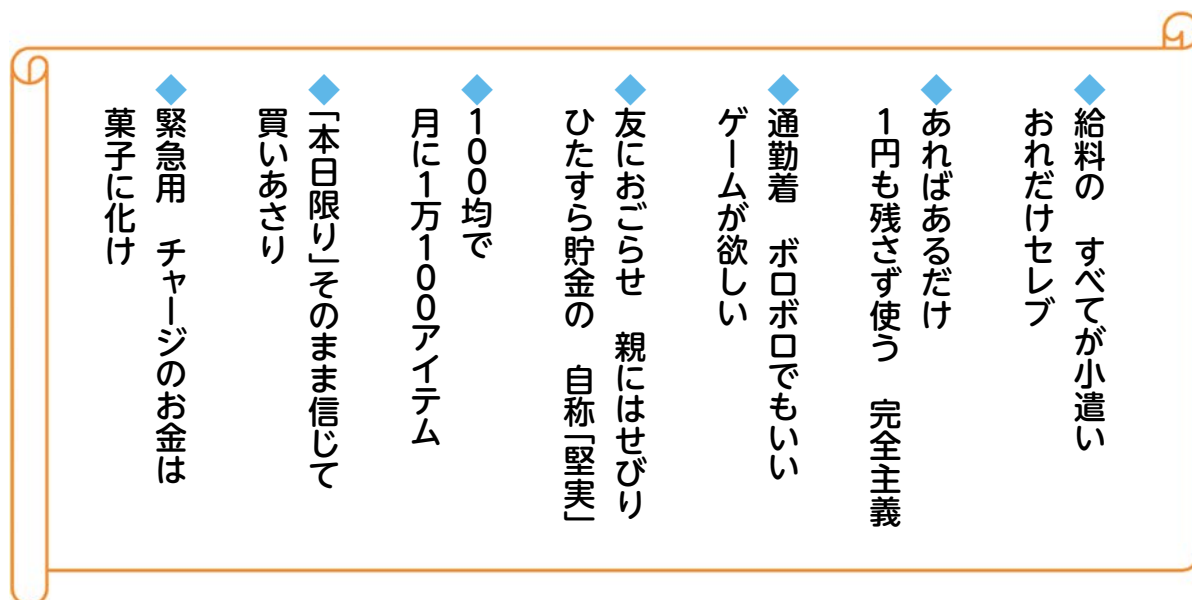 ◆給料の　すべてが小遣い
おれだけセレブ
◆あればあるだけ
１円も残さず使う　完全主義
◆通勤着　ボロボロでもいい
ゲームが欲しい
◆友におごらせ　親にはせびり
ひたすら貯金の　自称「堅実」
◆１００均で
月に１万１００アイテム
◆「本日限り」そのまま信じて
買いあさり
◆緊急用　チャージのお金は
菓子に化け